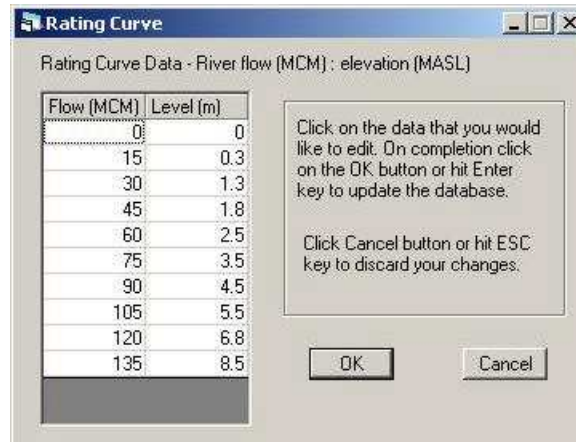 Rating Curve
Rating Curve Data - River flow (MCM) : elevation (MASL)
Flow (MCM) Level (m)
0 0
15 0.3
30 1.3
45 1.8
60 2.5
75 3.5
90 4.5
105 5.5
120 6.8
135 8.5
Click on the data that you would
like to edit. On completion click
on the OK button or hit Enter
key to update the database.
Click Cancel button or hit ESC
key to discard your changes.
OK Cancel